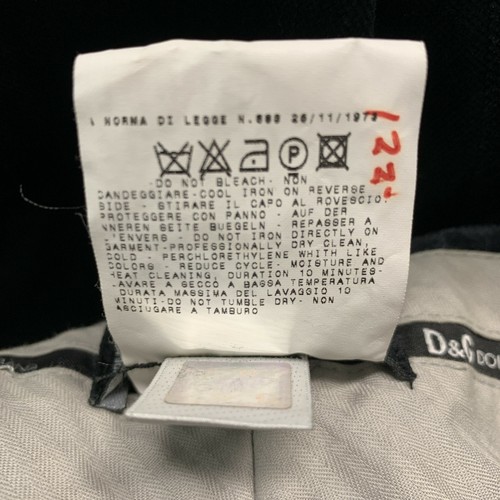 A NORMA DI LEGGE N.883 26/11/1973
122
P
DO NOT BLEACH- NON
CANDEGGIARE-COOL IRON ON REVERSE
SIDE - STIRARE IL CAPO AL ROVESCIO,
PROTEGGERE CON PANNO - AUF DER
NNEREN SEITE BUEGELN - REPASSER A
L'ENVERS - DO NOT IRON DIRECTLY ON
GARMENT-PROFESSIONALLY DRY CLEAN,
COLD - PERCHLORETHYLENE WHITH LIKE
COLORS - REDUCE CYCLE- MOISTURE AND
HEAT CLEANING, DURATION 10 MINUTES-
LAVARE A SECCO A BASSA TEMPERATURA
DURATA MASSIMA DEL LAVAGGIO 10
MINUTI-DO NOT TUMBLE DRY- NON
ASCIUGARE A TAMBURO
D&G DOL